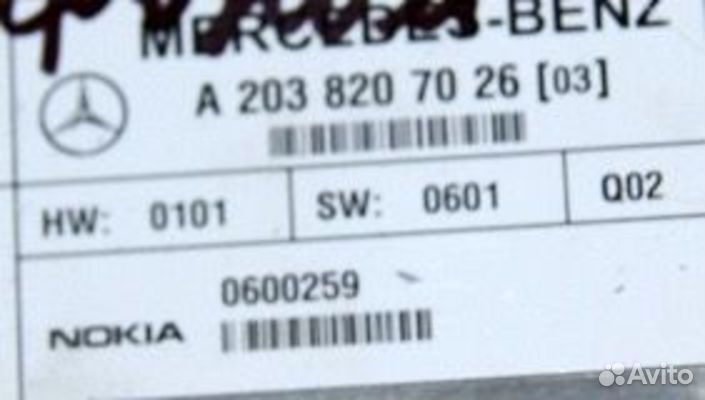 MERCEDES-BENZ
A 203 820 70 26 [03]
HW: 0101 SW: 0601 Q02
0600259
NOKIA
Avito